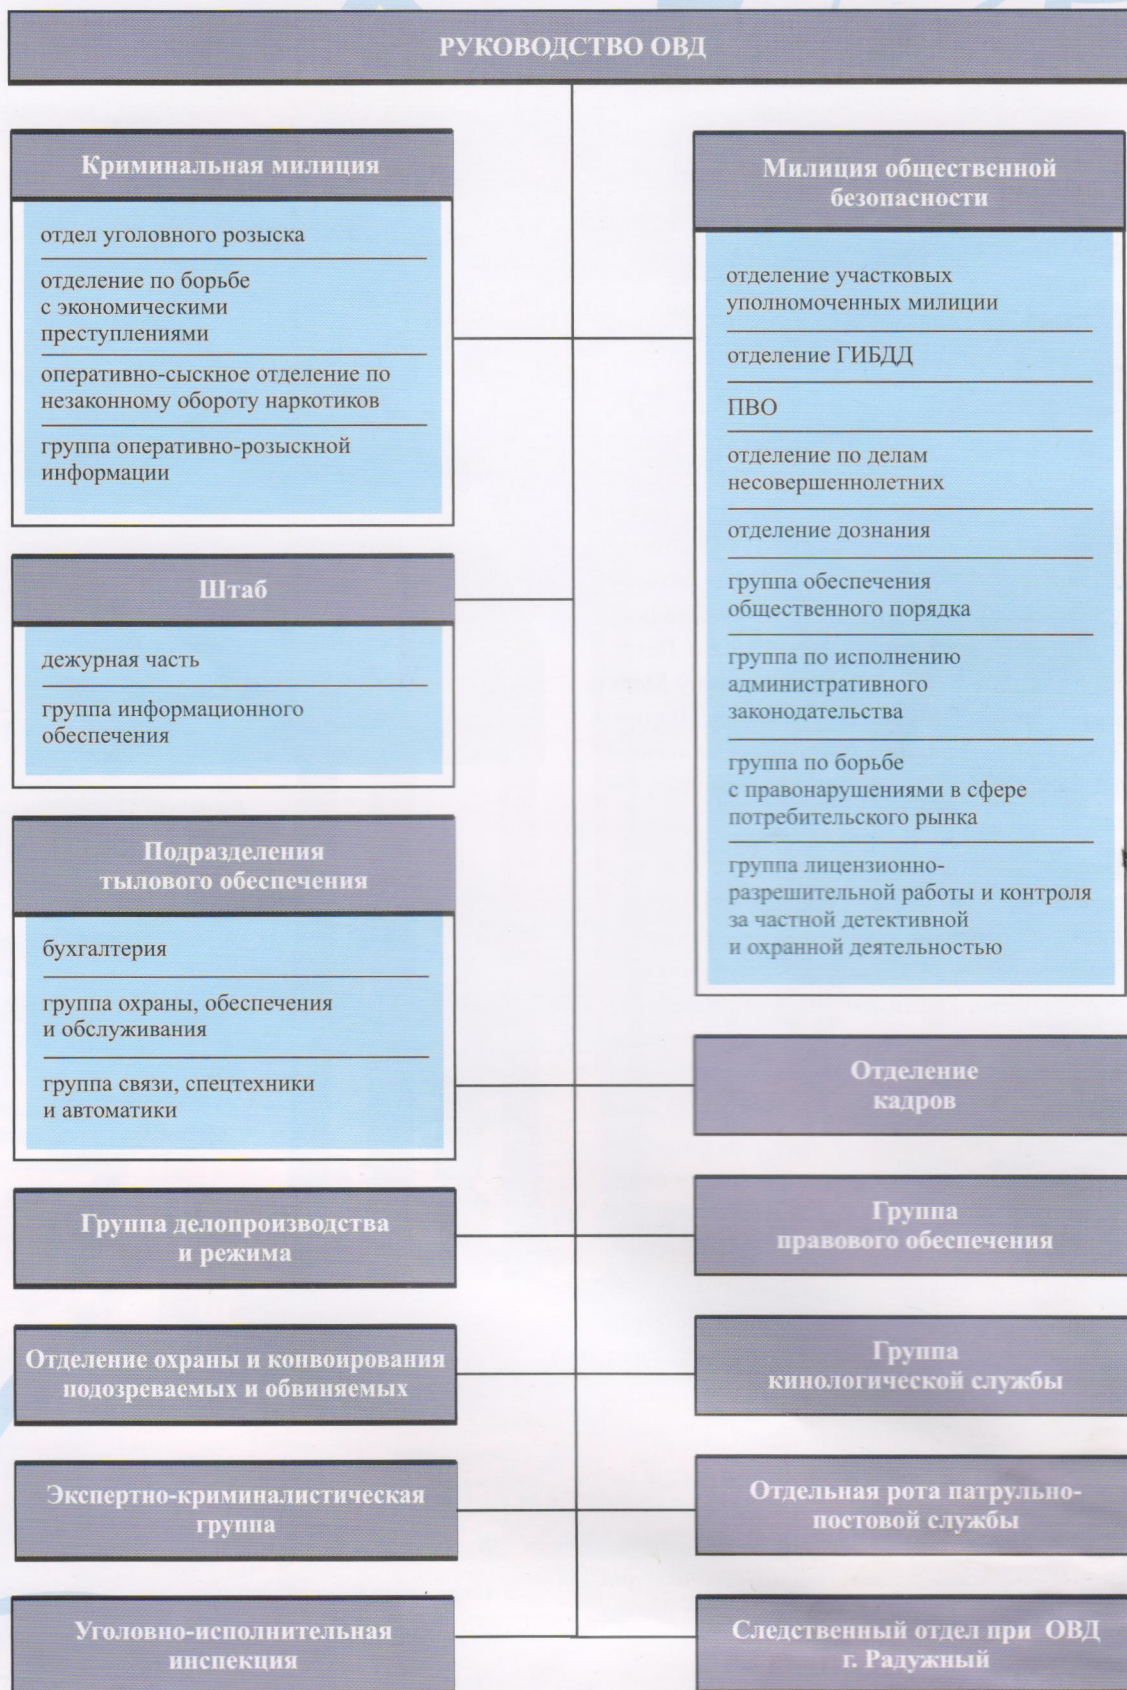 РУКОВОДСТВО ОВД
Криминальная милиция
отдел уголовного розыска
отделение по борьбе
с экономическими
преступлениями
оперативно-сыскное отделение по
незаконному обороту наркотиков
группа оперативно-розыскной
информации
Штаб
дежурная часть
группа информационного
обеспечения
Подразделения
тылового обеспечения
бухгалтерия
группа охраны, обеспечения
и обслуживания
группа связи, спецтехники
и автоматики
Группа делопроизводства
и режима
Отделение охраны и конвоирования
подозреваемых и обвиняемых
Экспертно-криминалистическая
группа
Уголовно-исполнительная
инспекция
Милиция общественной
безопасности
отделение участковых
уполномоченных милиции
отделение ГИБДД
ПВО
отделение по делам
несовершеннолетних
отделение дознания
группа обеспечения
общественного порядка
группа по исполнению
административного
законодательства
группа по борьбе
с правонарушениями в сфере
потребительского рынка
группа лицензионно-
разрешительной работы и контроля
за частной детективной
и охранной деятельностью
Отделение
кадров
Группа
правового обеспечения
Группа
кинологической службы
Отдельная рота патрульно-
постовой службы
Следственный отдел при ОВД
г. Радужный